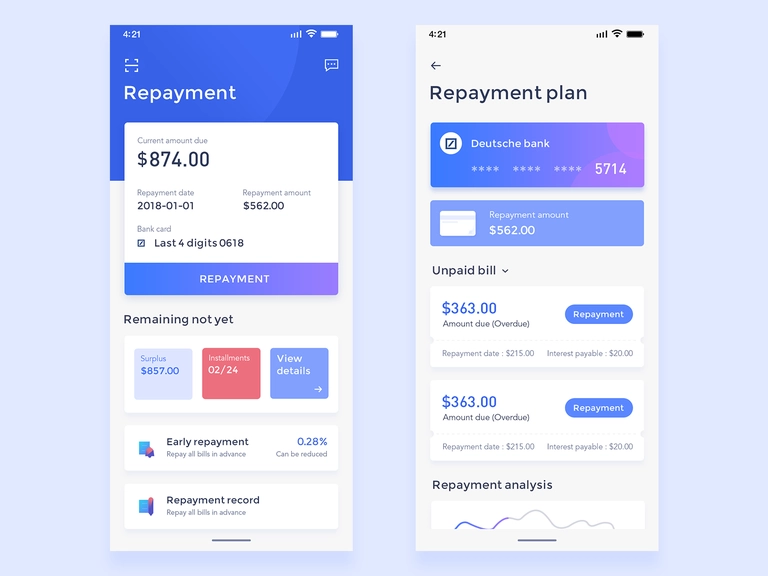 4:21
Repayment
Current amount due
$874.00
Repayment date
Repayment amount
2018-01-01
$562.00
Bank card
Last 4 digits 0618
REPAYMENT
Remaining not yet
Surplus
$857.00
Installments
02/24
View
details
Early repayment
0.28%
Repay all bills in advance
Can be reduced
Repayment record
Repay all bills in advance
4:21
Repayment plan
Deutsche bank
**** **** **** 5714
Repayment amount
$562.00
Unpaid bill
$363.00
Repayment
Amount due (Overdue)
Repayment date : $215.00
Interest payable : $20.00
$363.00
Repayment
Amount due (Overdue)
Repayment date : $215.00
Interest payable : $20.00
Repayment analysis